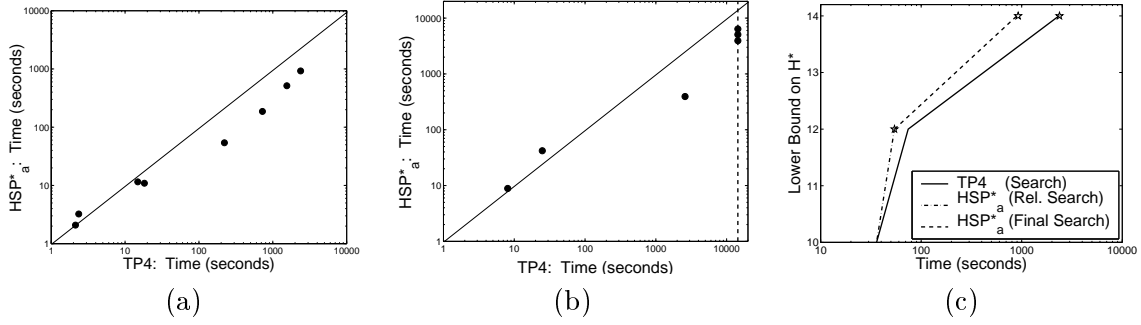 10000
1000
100
10
1
HSP*a: Time (seconds)
1 10 100 1000 10000
TP4: Time (seconds)
(a)
10000
1000
100
10
1
HSP*a: Time (seconds)
1 10 100 1000 10000
TP4: Time (seconds)
(b)
14
13
12
11
10
Lower Bound on H*
TP4 (Search)
HSP*a (Rel. Search)
HSP*a (Final Search)
10 100 1000 10000
Time (seconds)
(c)